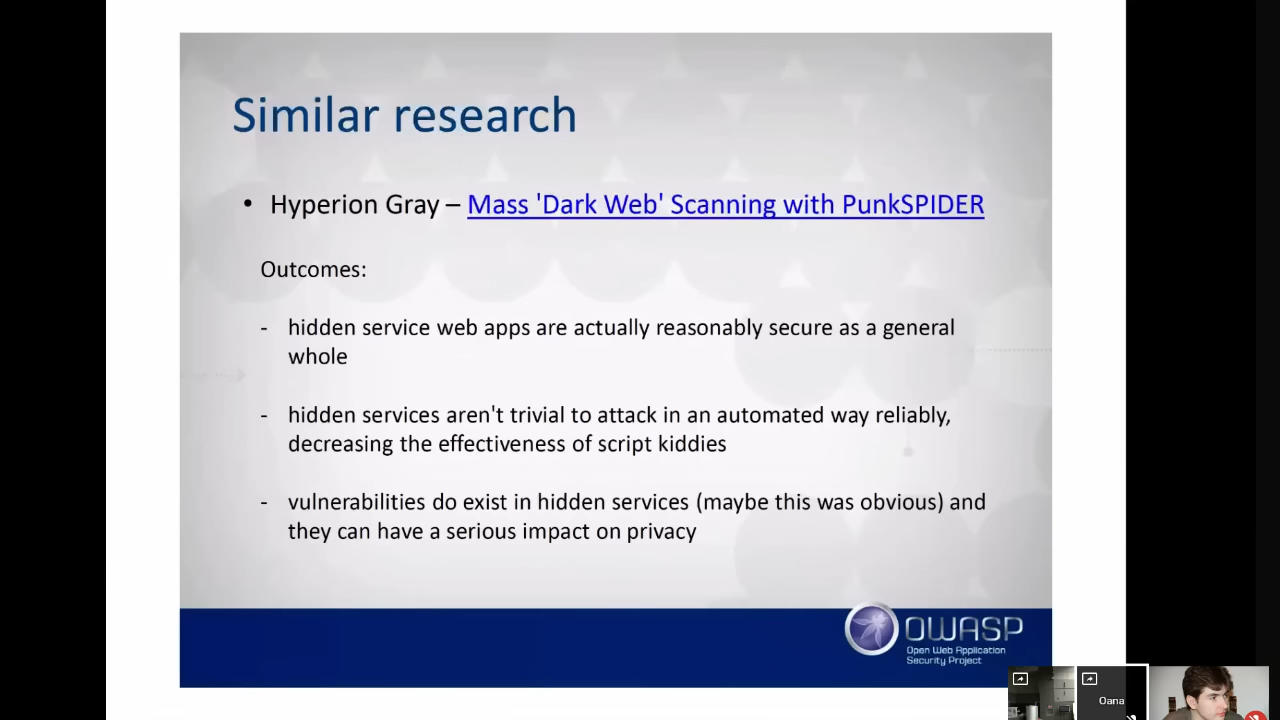 Similar research
• Hyperion Gray – Mass 'Dark Web' Scanning with PunkSPIDER
Outcomes:
- hidden service web apps are actually reasonably secure as a general
whole
- hidden services aren't trivial to attack in an automated way reliably,
decreasing the effectiveness of script kiddies
- vulnerabilities do exist in hidden services (maybe this was obvious) and
they can have a serious impact on privacy
OWASP
Open Web Application
Security Project
Oana